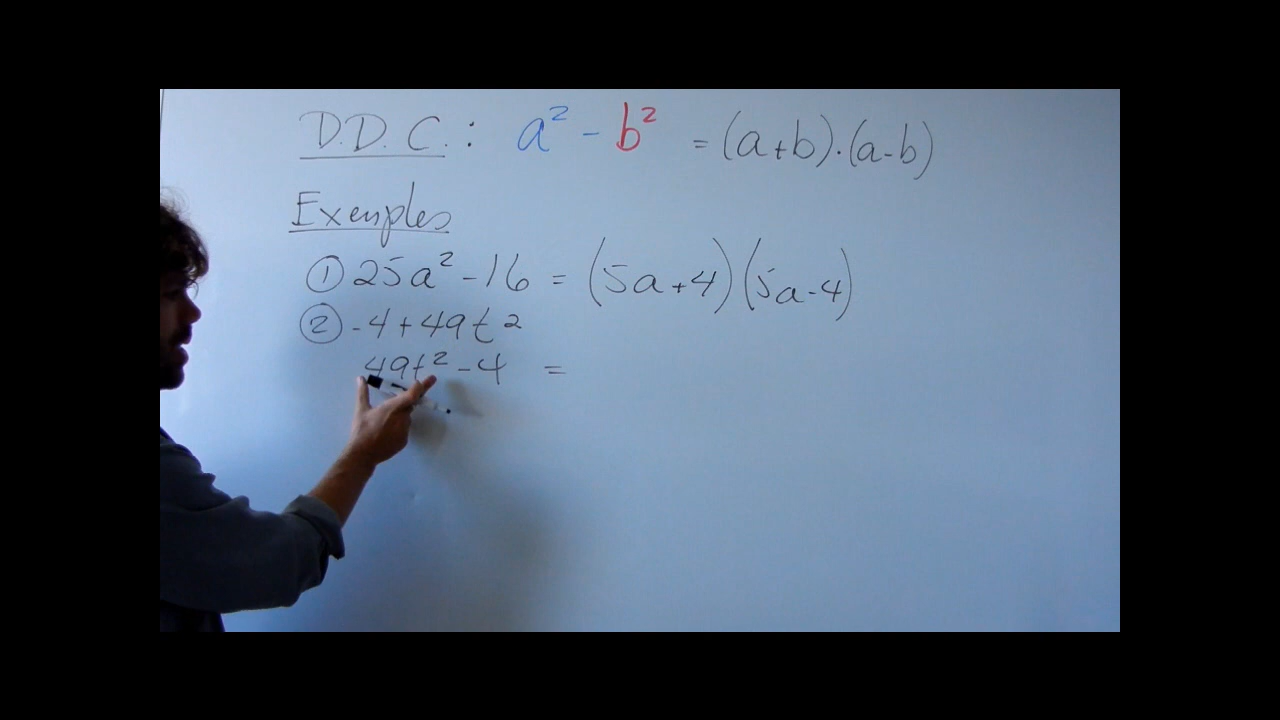 D.D.C.: a² - b² = (a+b)·(a-b)
Exemples
① 25a² - 16 = (5a+4)(5a-4)
② -4+49t²
49t² - 4 =